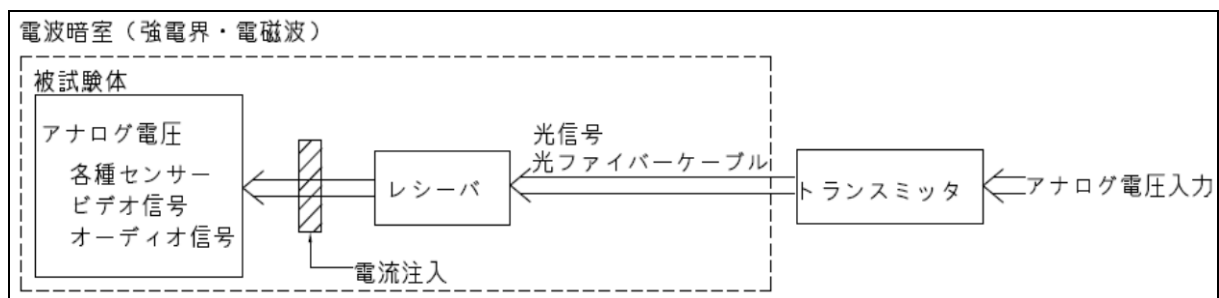 電波暗室（強電界・電磁波）
被試験体
アナログ電圧
各種センサー
ビデオ信号
オーディオ信号
レシーバ
電流注入
光信号
光ファイバーケーブル
トランスミッタ
アナログ電圧入力